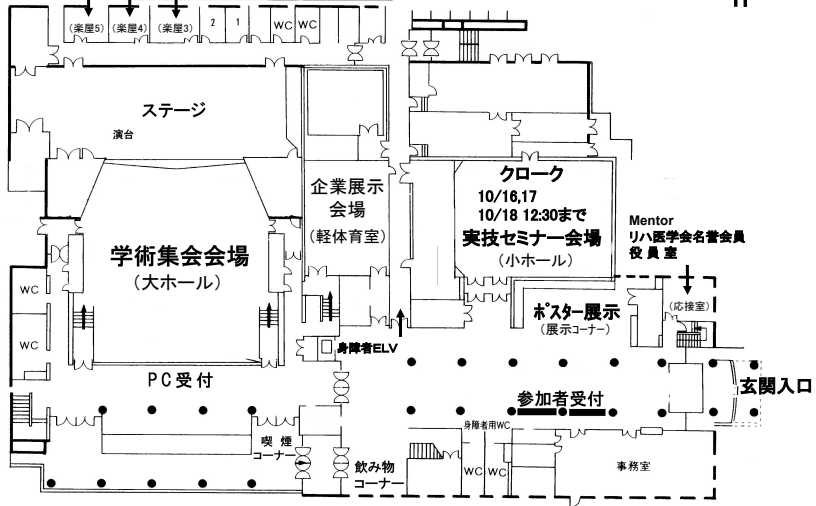 (楽屋5)
(楽屋4)
(楽屋3)
2
1
WC
WC
ステージ
演台
企業展示
会場
(軽体育室)
クローク
10/16,17
10/18 12:30まで
実技セミナー会場
(小ホール)
Mentor
リハ医学会名誉会員
役員室
学術集会会場
(大ホール)
WC
WC
ポスター展示
(展示コーナー)
(応接室)
身障者ELV
PC受付
参加者受付
玄関入口
身障者用WC
喫煙
コーナー
飲み物
コーナー
WC
WC
事務室